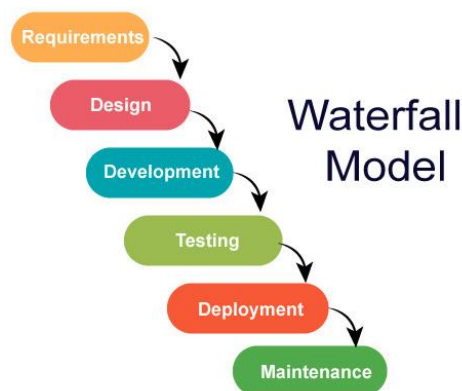 Requirements
Design
Waterfall
Model
Development
Testing
Deployment
Maintenance